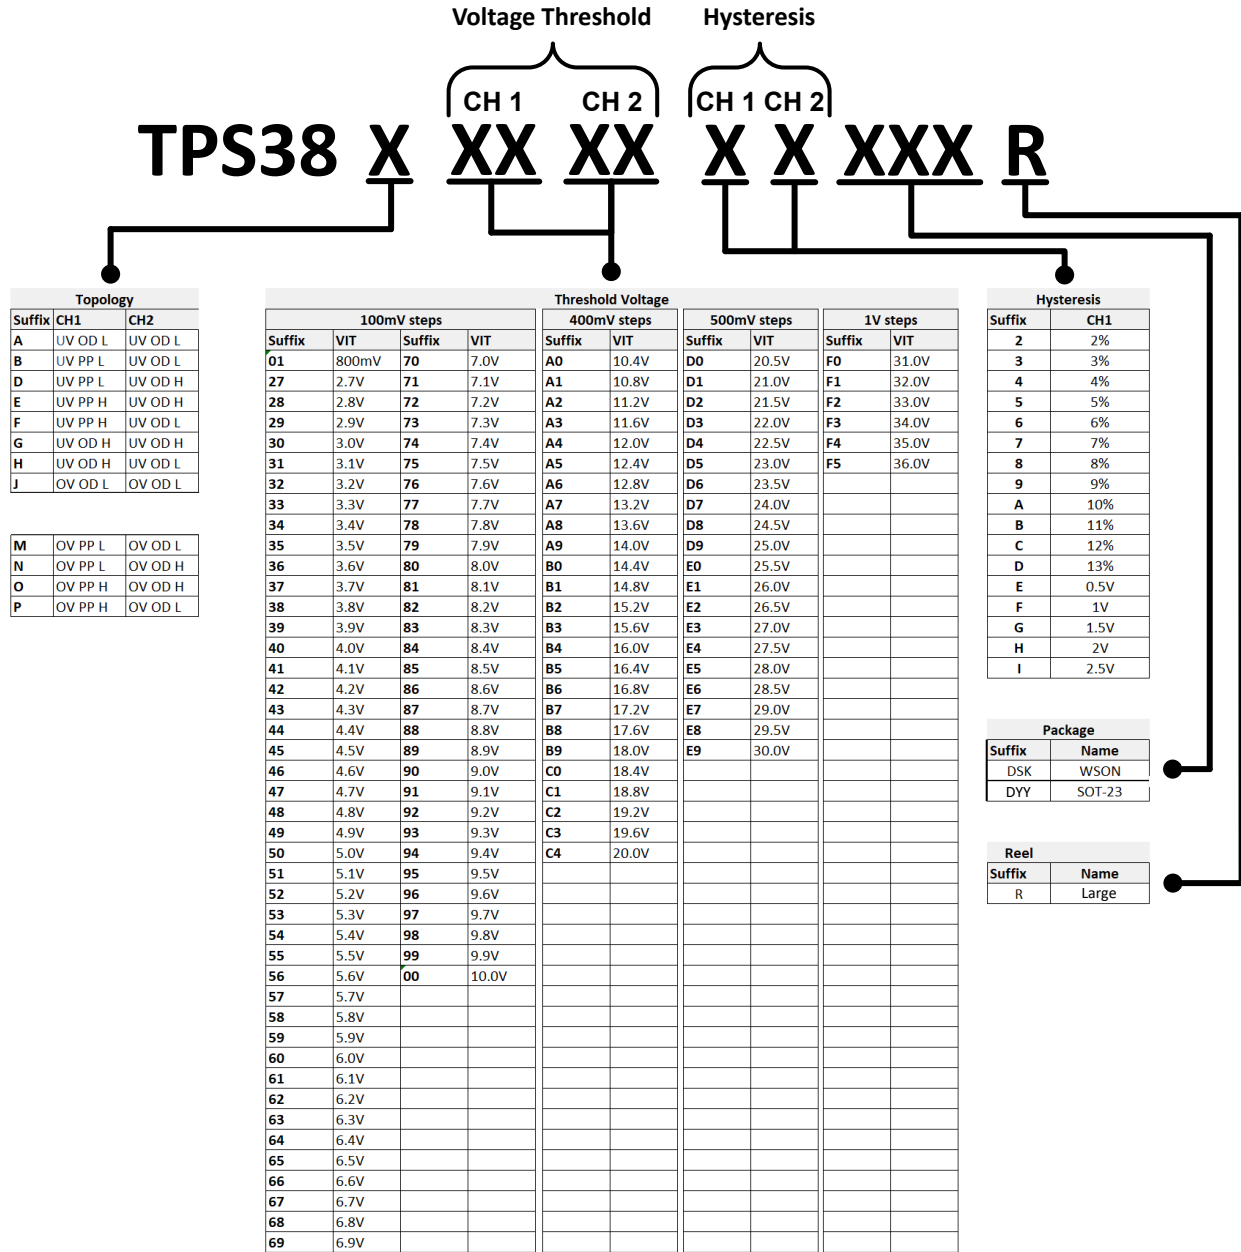 Voltage Threshold Hysteresis
CH 1 CH 2 CH 1 CH 2
TPS38 X XX XX X X XXX R
Topology
Suffix CH1 CH2
A UV OD L UV OD L
B UV PP L UV OD L
D UV PP L UV OD H
E UV PP H UV OD H
F UV PP H UV OD L
G UV OD H UV OD H
H UV OD H UV OD L
J OV OD L OV OD L
M OV PP L OV OD L
N OV PP L OV OD H
O OV PP H OV OD H
P OV PP H OV OD L
Threshold Voltage
100mV steps 400mV steps 500mV steps 1V steps
Suffix VIT Suffix VIT Suffix VIT Suffix VIT Suffix VIT
01 800mV 70 7.0V A0 10.4V D0 20.5V F0 31.0V
27 2.7V 71 7.1V A1 10.8V D1 21.0V F1 32.0V
28 2.8V 72 7.2V A2 11.2V D2 21.5V F2 33.0V
29 2.9V 73 7.3V A3 11.6V D3 22.0V F3 34.0V
30 3.0V 74 7.4V A4 12.0V D4 22.5V F4 35.0V
31 3.1V 75 7.5V A5 12.4V D5 23.0V F5 36.0V
32 3.2V 76 7.6V A6 12.8V D6 23.5V
33 3.3V 77 7.7V A7 13.2V D7 24.0V
34 3.4V 78 7.8V A8 13.6V D8 24.5V
35 3.5V 79 7.9V A9 14.0V D9 25.0V
36 3.6V 80 8.0V B0 14.4V E0 25.5V
37 3.7V 81 8.1V B1 14.8V E1 26.0V
38 3.8V 82 8.2V B2 15.2V E2 26.5V
39 3.9V 83 8.3V B3 15.6V E3 27.0V
40 4.0V 84 8.4V B4 16.0V E4 27.5V
41 4.1V 85 8.5V B5 16.4V E5 28.0V
42 4.2V 86 8.6V B6 16.8V E6 28.5V
43 4.3V 87 8.7V B7 17.2V E7 29.0V
44 4.4V 88 8.8V B8 17.6V E8 29.5V
45 4.5V 89 8.9V B9 18.0V E9 30.0V
46 4.6V 90 9.0V C0 18.4V
47 4.7V 91 9.1V C1 18.8V
48 4.8V 92 9.2V C2 19.2V
49 4.9V 93 9.3V C3 19.6V
50 5.0V 94 9.4V C4 20.0V
51 5.1V 95 9.5V
52 5.2V 96 9.6V
53 5.3V 97 9.7V
54 5.4V 98 9.8V
55 5.5V 99 9.9V
56 5.6V 00 10.0V
57 5.7V
58 5.8V
59 5.9V
60 6.0V
61 6.1V
62 6.2V
63 6.3V
64 6.4V
65 6.5V
66 6.6V
67 6.7V
68 6.8V
69 6.9V
Hysteresis
Suffix CH1
2 2%
3 3%
4 4%
5 5%
6 6%
7 7%
8 8%
9 9%
A 10%
B 11%
C 12%
D 13%
E 0.5V
F 1V
G 1.5V
H 2V
I 2.5V
Package
Suffix Name
DSK WSON
DYY SOT-23
Reel
Suffix Name
R Large